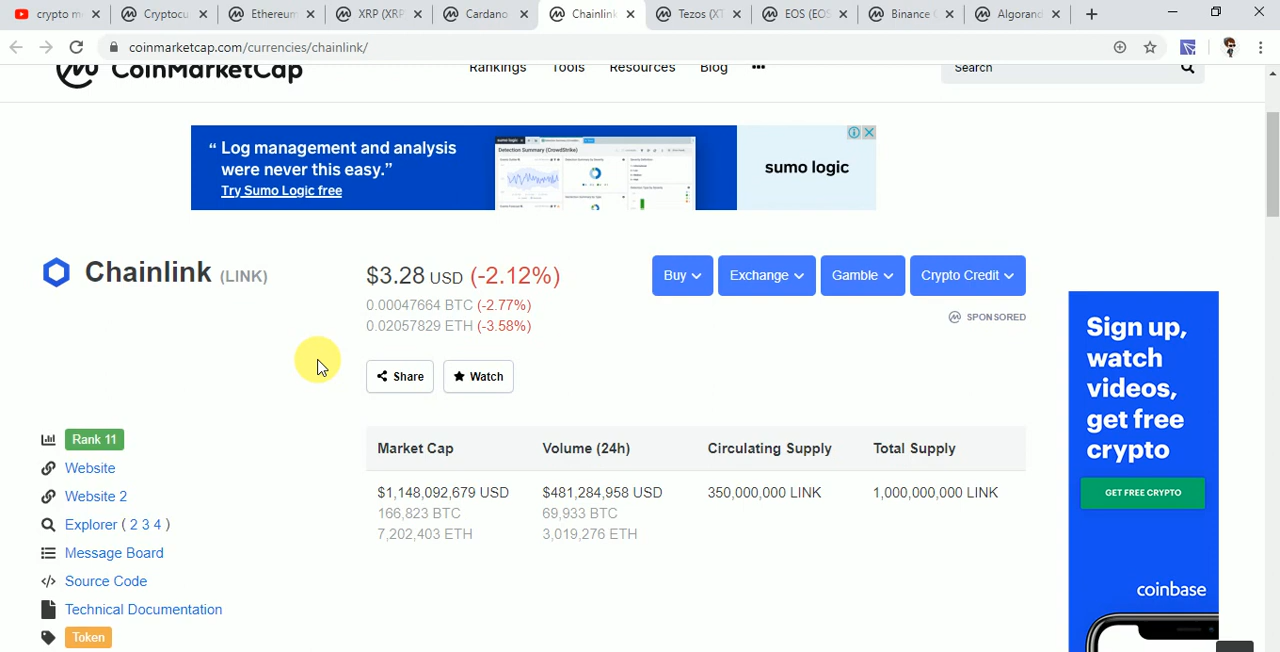 crypto m
Cryptocu
Ethereum
XRP (XRP
Cardano
Chainlink
Tezos (XT
EOS (EOS
Binance C
Algorand
coinmarketcap.com/currencies/chainlink/
CoinMarketCap
Rankings
Tools
Resources
Blog
Search
“ Log management and analysis
were never this easy.”
Try Sumo Logic free
Detection Summary (CrowdStrike)
sumo logic
Chainlink (LINK)
$3.28 USD (-2.12%)
0.00047664 BTC (-2.77%)
0.02057829 ETH (-3.58%)
Buy
Exchange
Gamble
Crypto Credit
SPONSORED
Share
Watch
Rank 11
Website
Website 2
Explorer ( 2 3 4 )
Message Board
Source Code
Technical Documentation
Token
Market Cap Volume (24h) Circulating Supply Total Supply
$1,148,092,679 USD $481,284,958 USD 350,000,000 LINK 1,000,000,000 LINK
166,823 BTC 69,933 BTC
7,202,403 ETH 3,019,276 ETH
Sign up,
watch
videos,
get free
crypto
GET FREE CRYPTO
coinbase